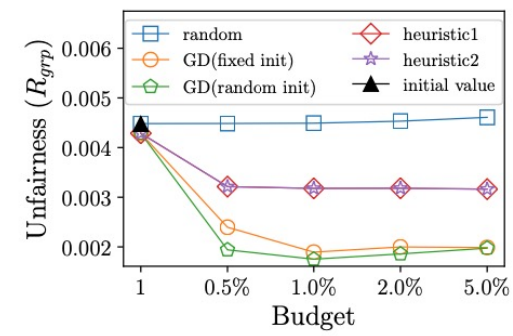 random
GD(fixed init)
GD(random init)
heuristic1
heuristic2
initial value
Unfairness (R_grp)
0.006
0.005
0.004
0.003
0.002
1 0.5% 1.0% 2.0% 5.0%
Budget